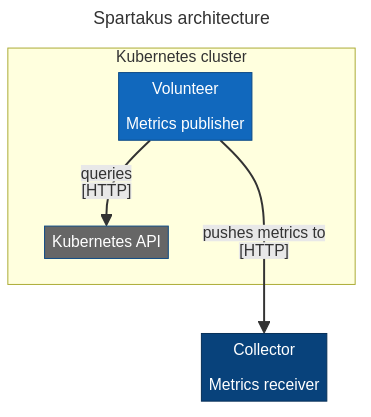 Spartakus architecture
Kubernetes cluster
Volunteer
Metrics publisher
queries
[HTTP]
Kubernetes API
pushes metrics to
[HTTP]
Collector
Metrics receiver